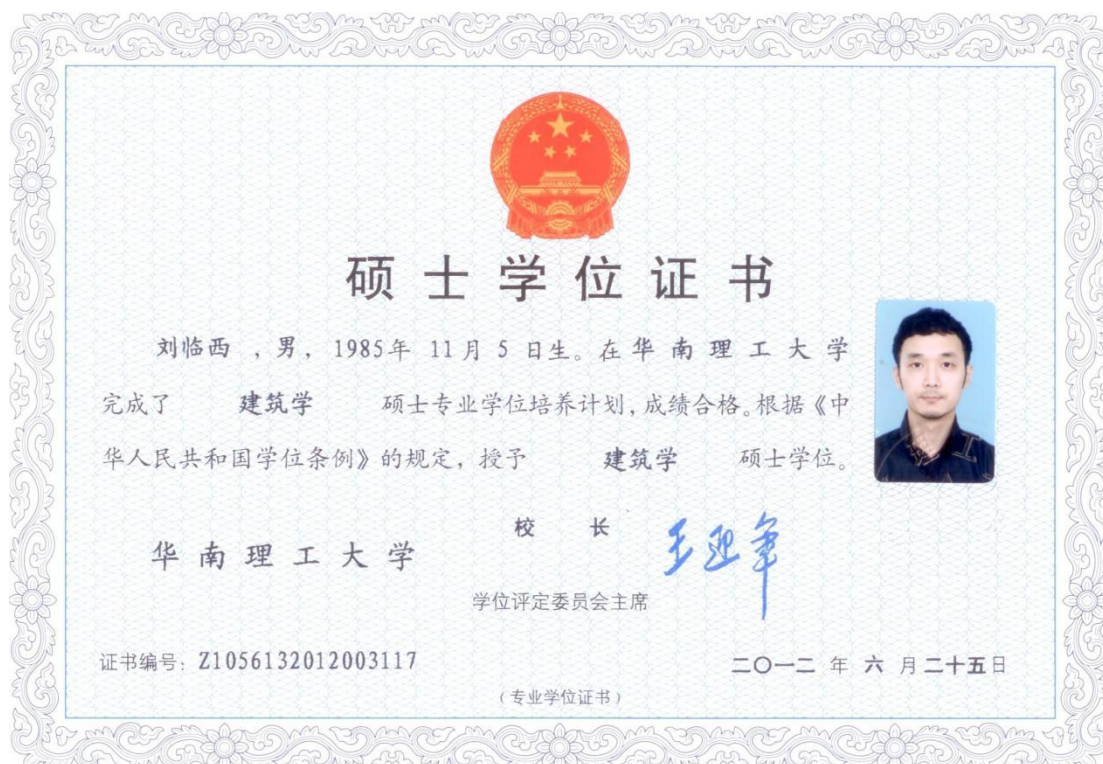 硕士学位证书
刘临西 ，男，1985年 11月 5 日生。在华南理工大学
完成了 建筑学 硕士专业学位培养计划，成绩合格。根据《中
华人民共和国学位条例》的规定，授予 建筑学 硕士学位。
华南理工大学
校 长 王迎军
学位评定委员会主席
证书编号：Z1056132012003117
二〇一二 年 六 月二十五日
（专业学位证书）